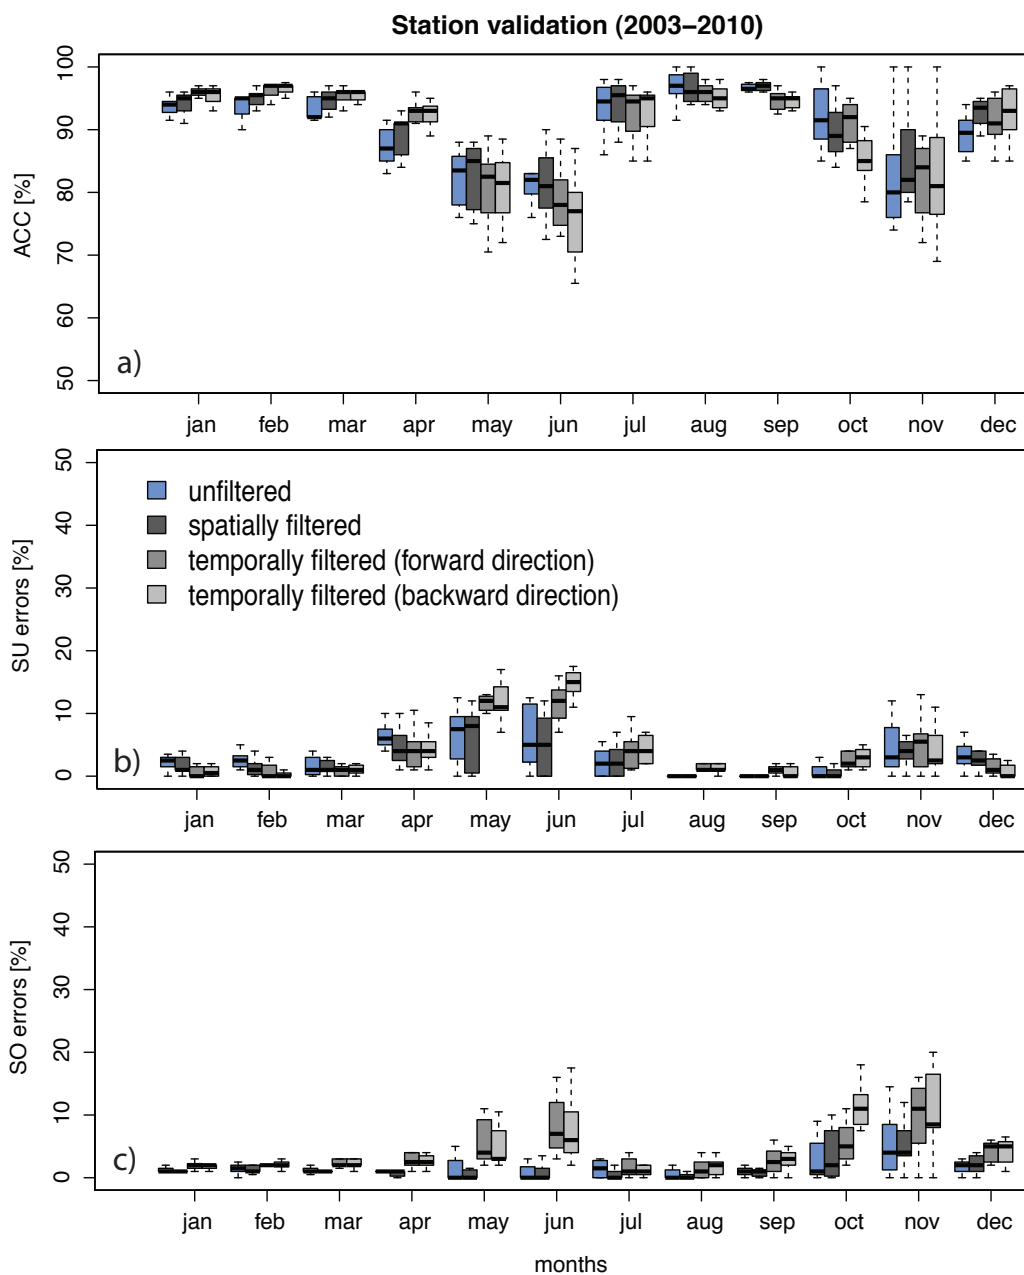 Station validation (2003–2010)
ACC [%]
100
90
80
70
60
50
a)
jan feb mar apr may jun jul aug sep oct nov dec
SU errors [%]
50
40
30
20
10
0
unfiltered
spatially filtered
temporally filtered (forward direction)
temporally filtered (backward direction)
b)
jan feb mar apr may jun jul aug sep oct nov dec
SO errors [%]
50
40
30
20
10
0
c)
jan feb mar apr may jun jul aug sep oct nov dec
months